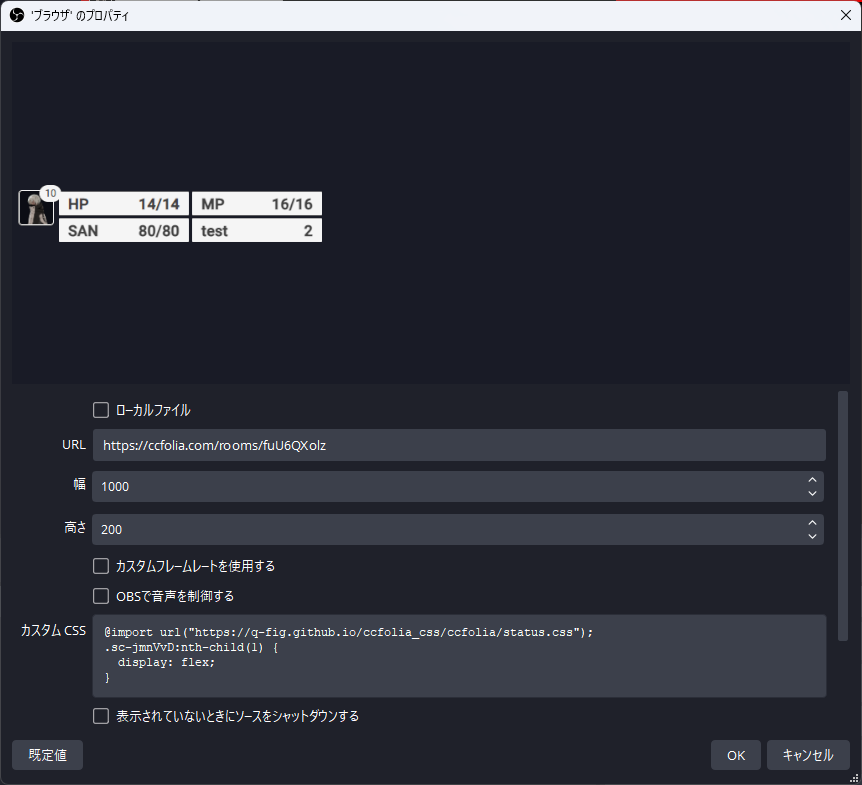 'ブラウザ' のプロパティ
10
HP 14/14 MP 16/16
SAN 80/80 test 2
ローカルファイル
URL https://ccfolia.com/rooms/fuU6QXolz
幅 1000
高さ 200
カスタムフレームレートを使用する
OBSで音声を制御する
カスタム CSS @import url("https://q-fig.github.io/ccfolia_css/ccfolia/status.css");
.sc-jmnVvD:nth-child(1) {
display: flex;
}
表示されていないときにソースをシャットダウンする
既定値 OK キャンセル